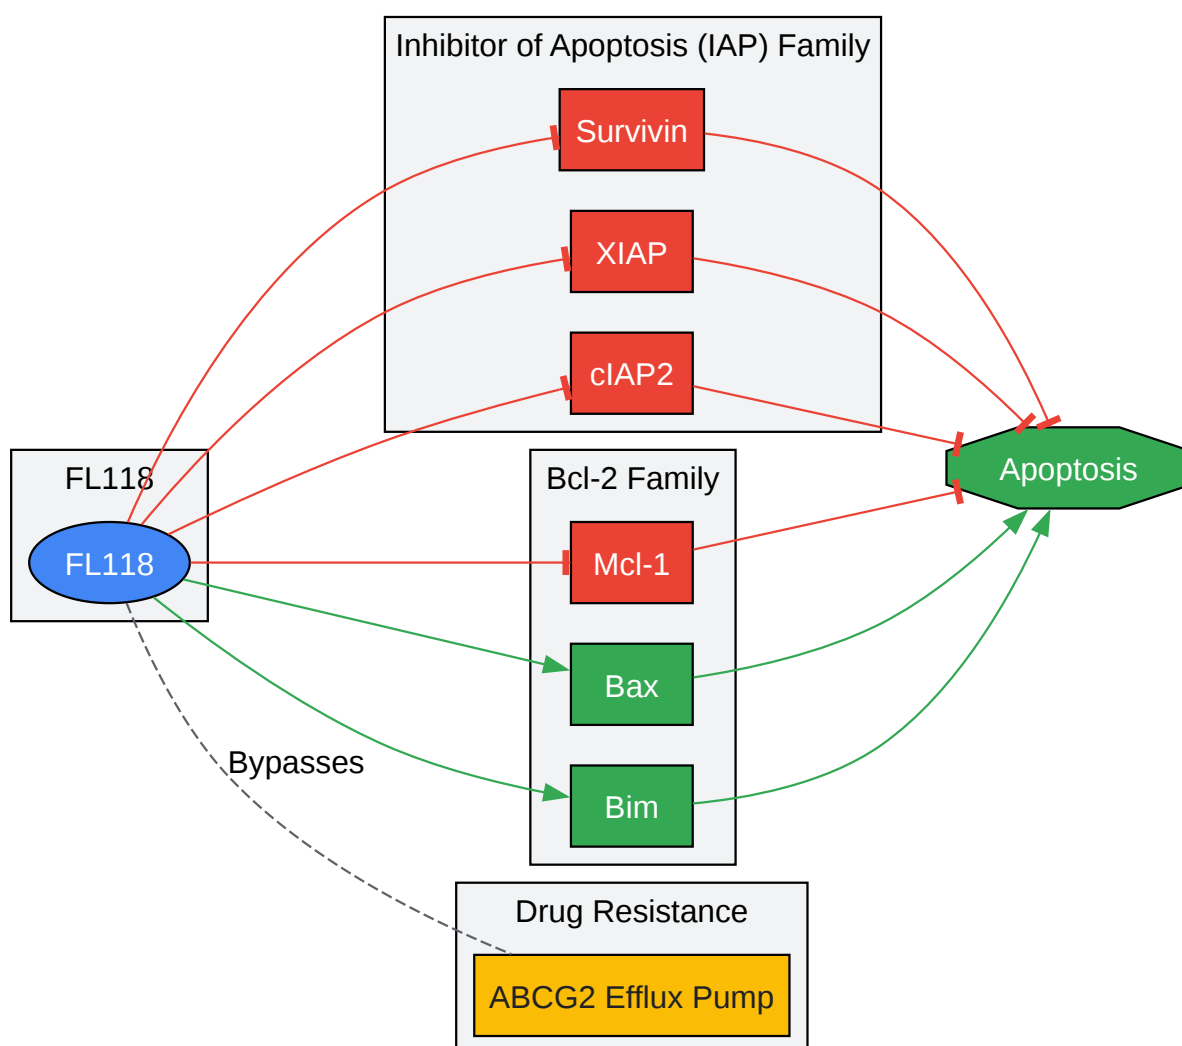 Inhibitor of Apoptosis (IAP) Family
Survivin
XIAP
cIAP2
FL118
FL118
Bcl-2 Family
Mcl-1
Bax
Bim
Apoptosis
Bypasses
Drug Resistance
ABCG2 Efflux Pump